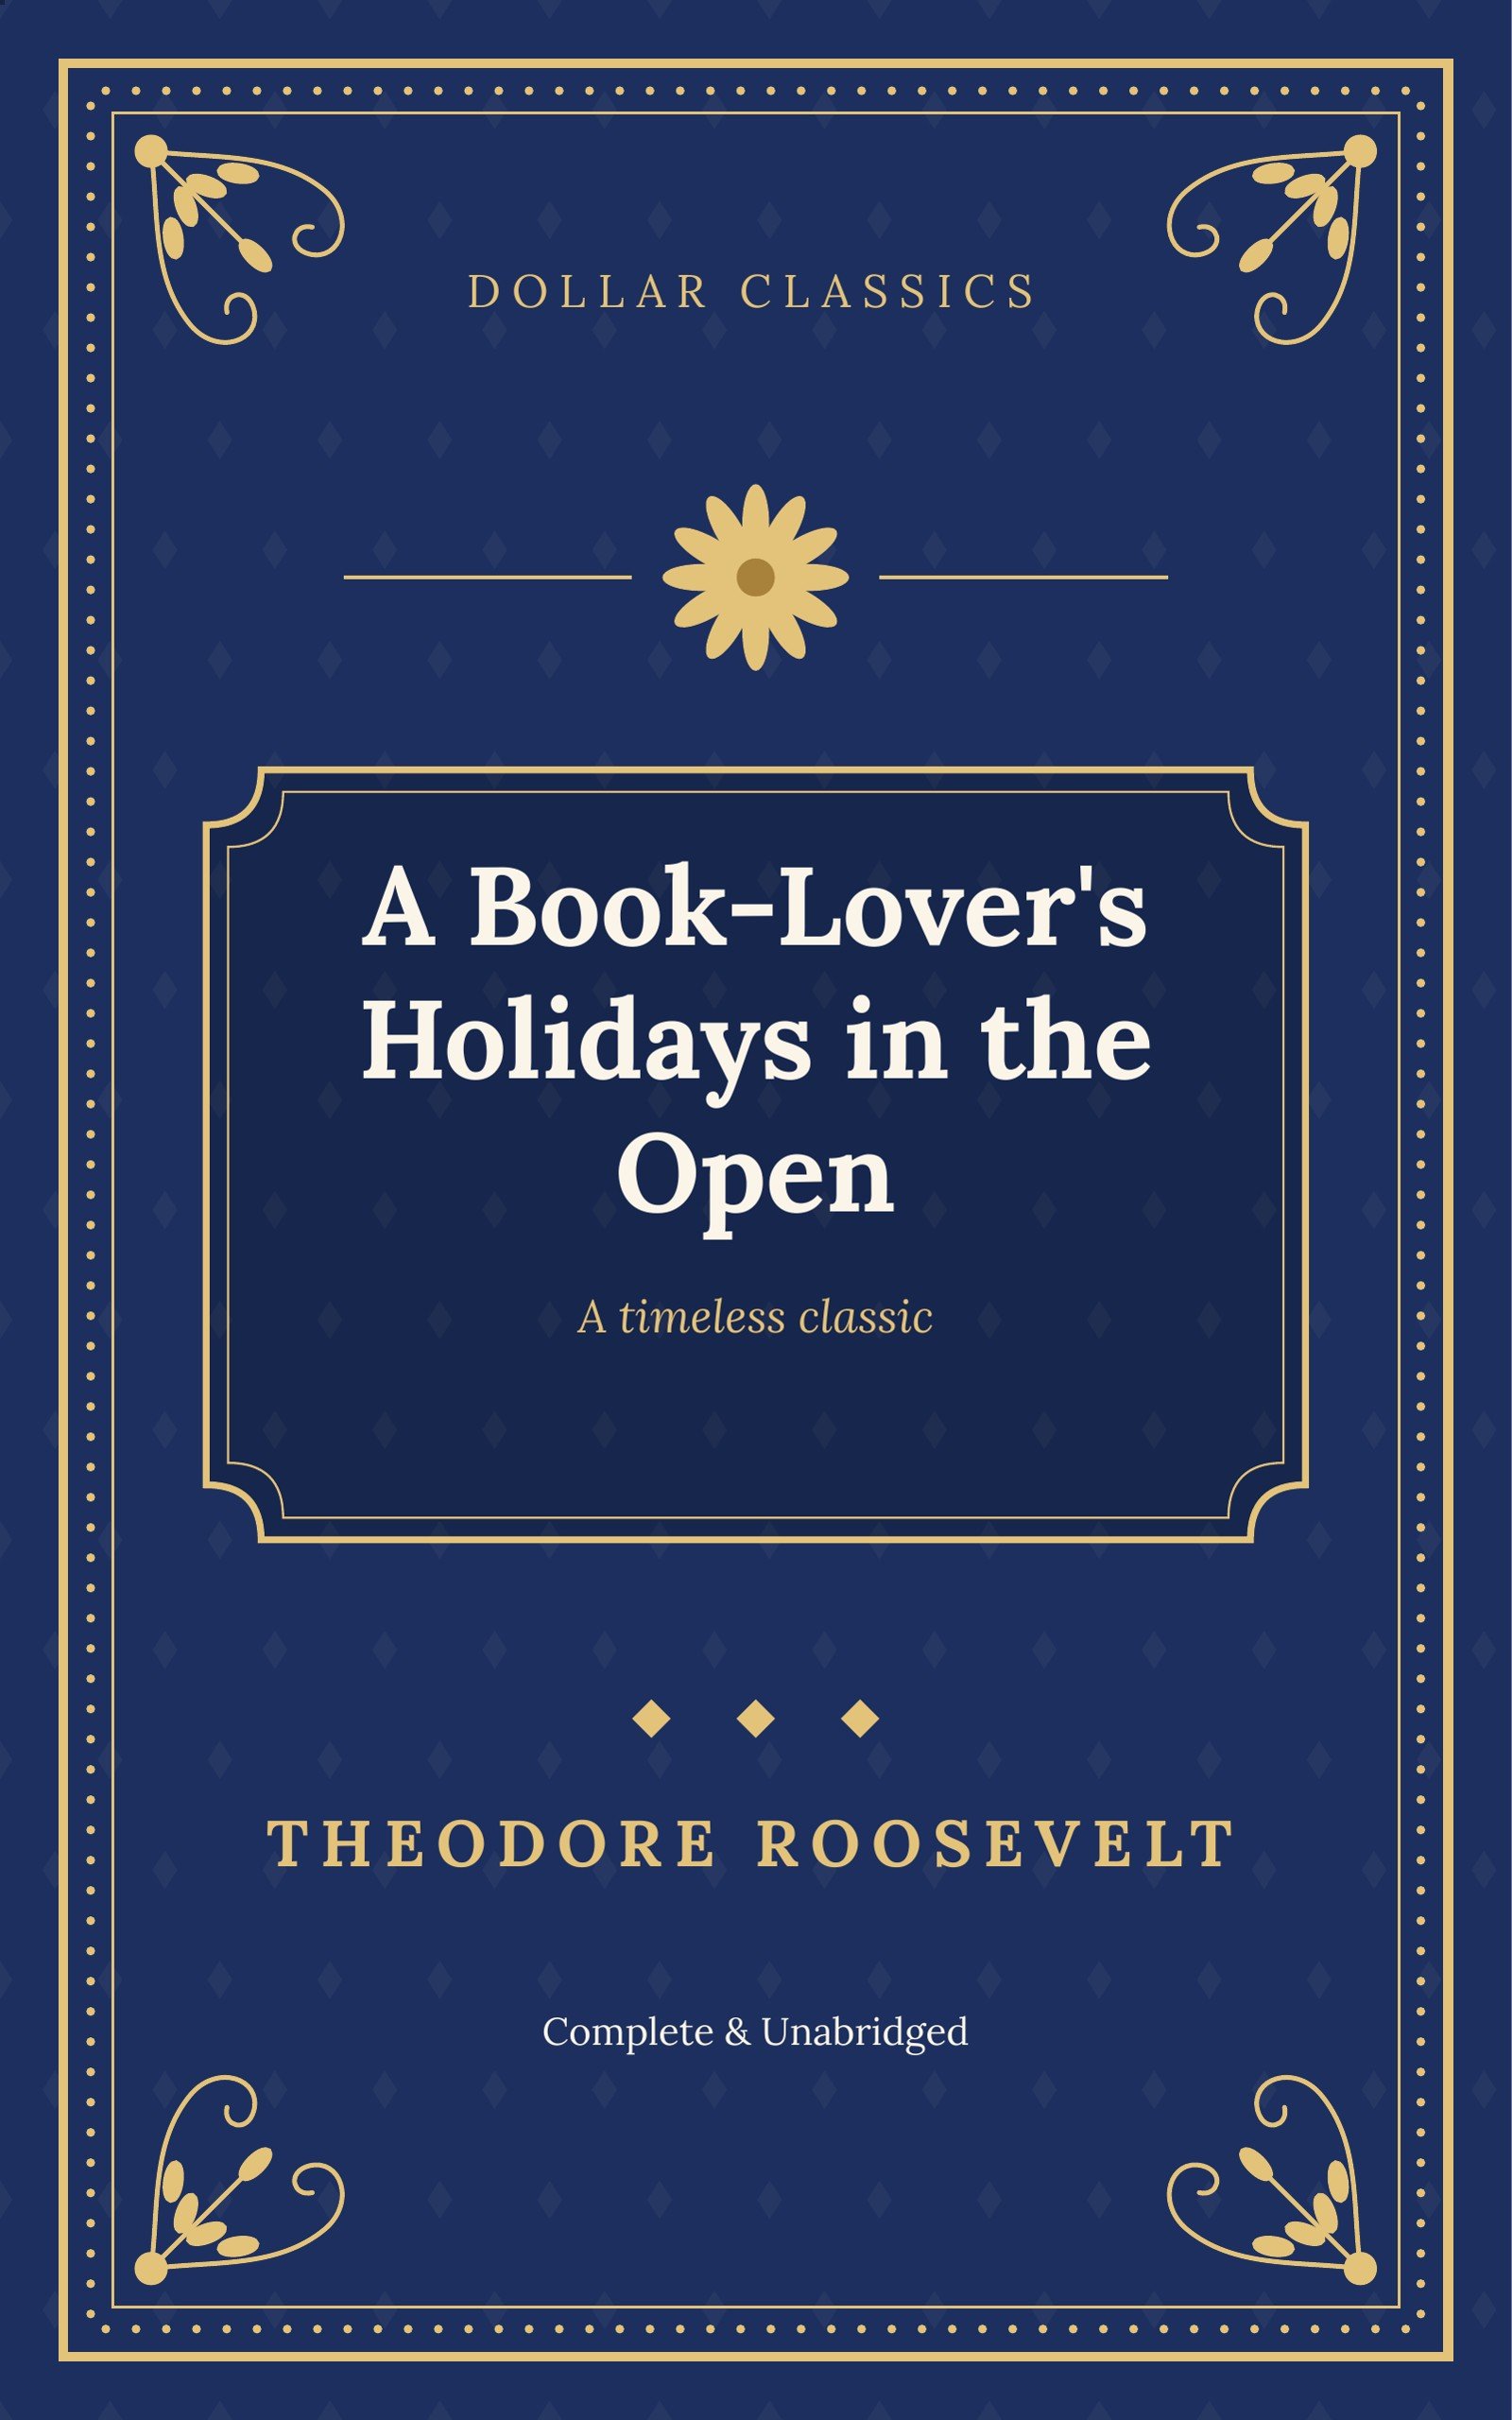 DOLLAR CLASSICS
A Book-Lover's
Holidays in the
Open
A timeless classic
THEODORE ROOSEVELT
Complete & Unabridged